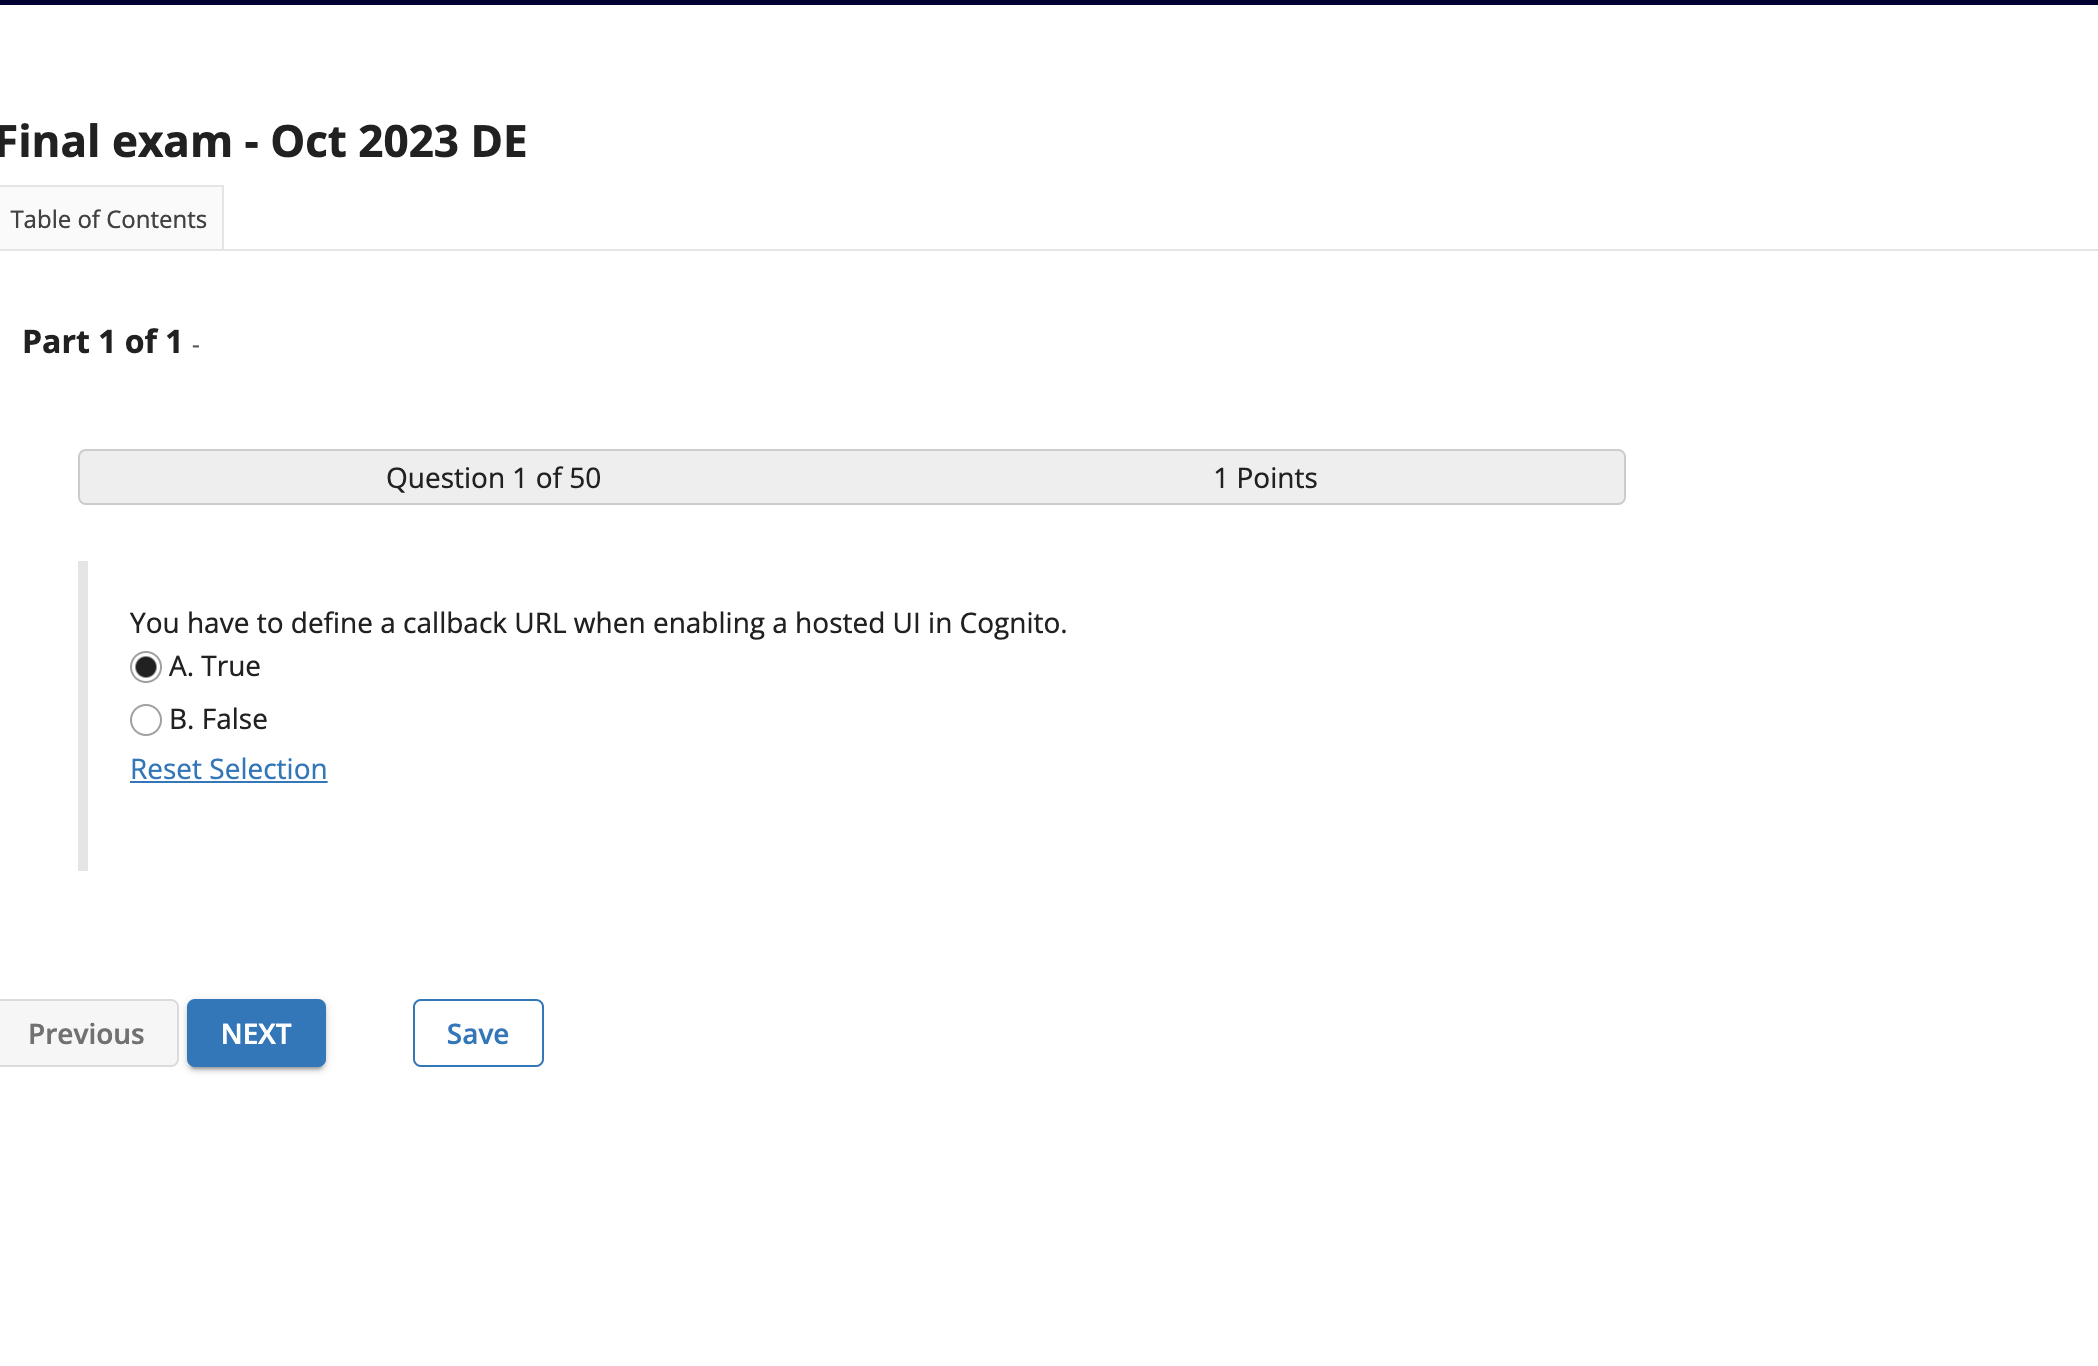 Final exam - Oct 2023 DE
Table of Contents
Part 1 of 1 -
Question 1 of 50 1 Points
You have to define a callback URL when enabling a hosted UI in Cognito.
A. True
B. False
Reset Selection
Previous NEXT Save